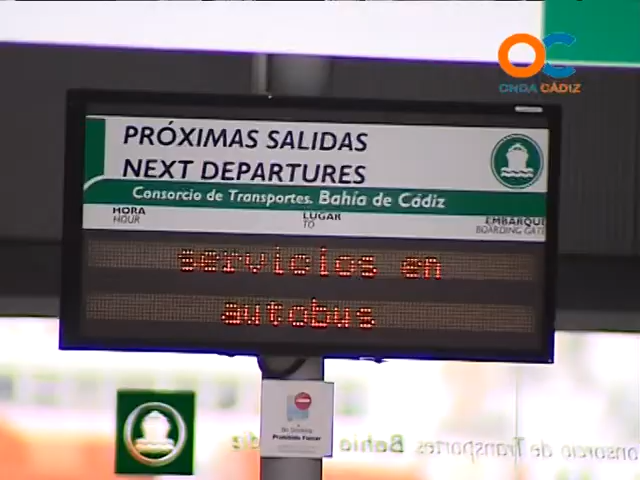 OC
ONDA CÁDIZ
PRÓXIMAS SALIDAS
NEXT DEPARTURES
Consorcio de Transportes. Bahía de Cádiz
HORA LUGAR EMBARQUE
HOUR TO BOARDING GATE
servicios en
autobus
No Smoking
Prohibido Fumar
onsorcio de Transportes Bahía de